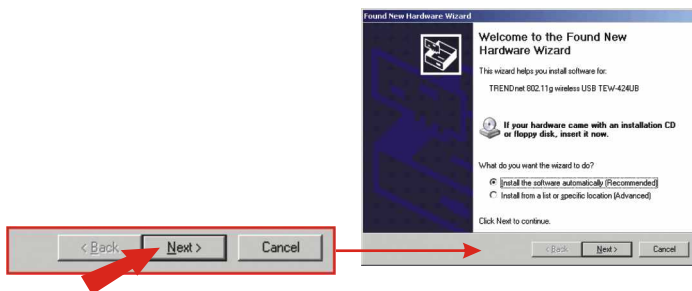 Found New Hardware Wizard
Welcome to the Found New
Hardware Wizard
This wizard helps you install software for:
TRENDnet 802.11g wireless USB TEW-424UB
If your hardware came with an installation CD
or floppy disk, insert it now.
What do you want the wizard to do?
Install the software automatically (Recommended)
Install from a list or specific location (Advanced)
Click Next to continue.
< Back
Next >
Cancel
< Back
Next >
Cancel